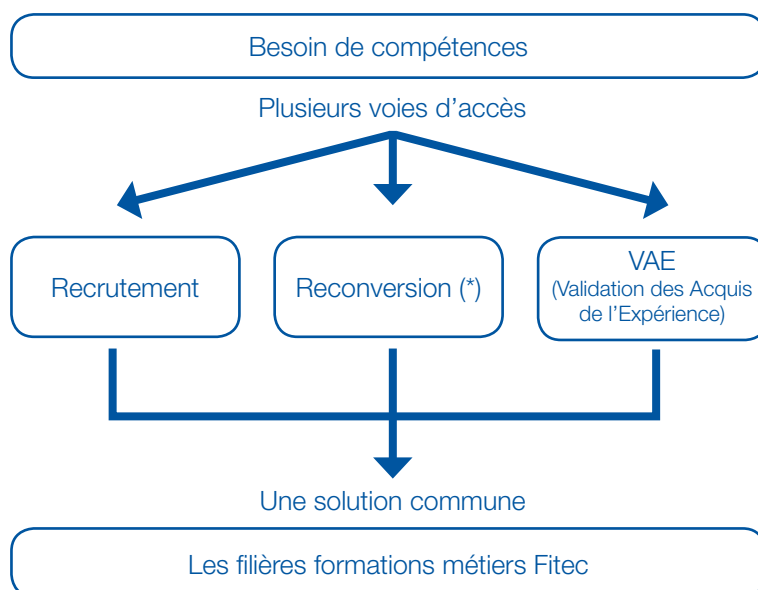 Besoin de compétences
Plusieurs voies d’accès
Recrutement
Reconversion (*)
VAE
(Validation des Acquis
de l’Expérience)
Une solution commune
Les filières formations métiers Fitec